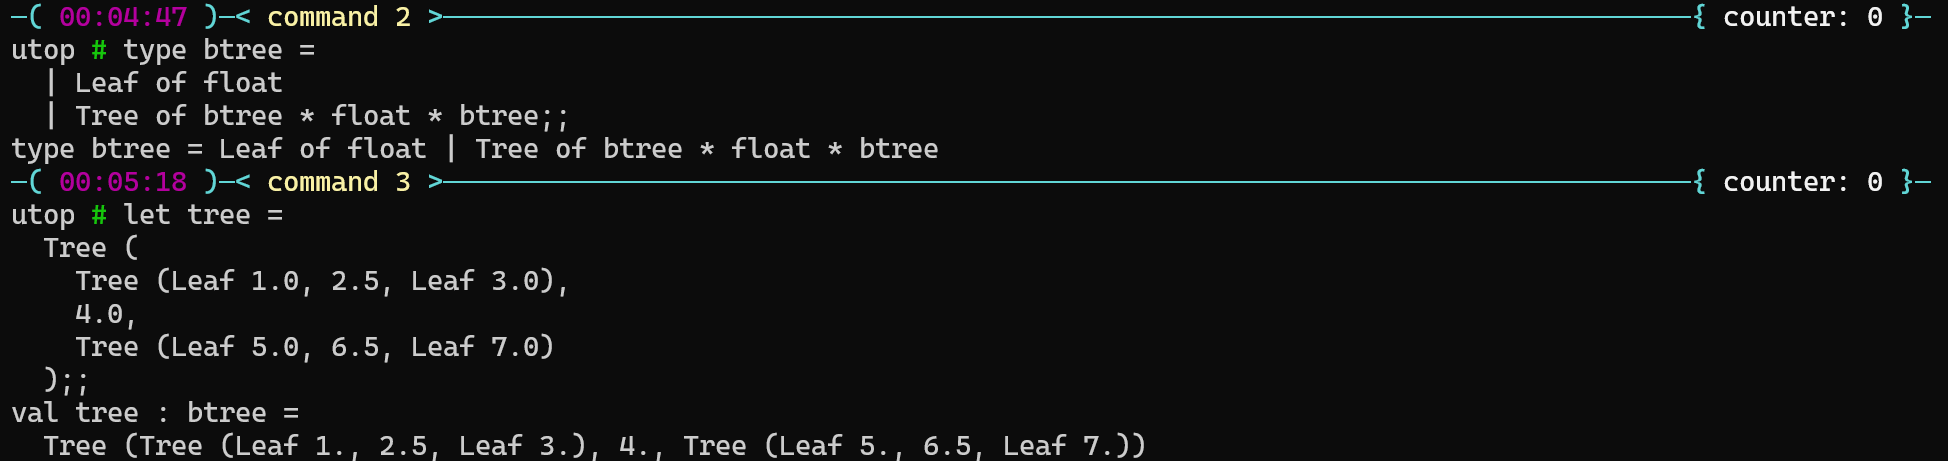 ─( 00:04:47 )─< command 2 >─────────────────────────────────────{ counter: 0 }─
utop # type btree =
  | Leaf of float
  | Tree of btree * float * btree;;
type btree = Leaf of float | Tree of btree * float * btree
─( 00:05:18 )─< command 3 >─────────────────────────────────────{ counter: 0 }─
utop # let tree =
  Tree (
    Tree (Leaf 1.0, 2.5, Leaf 3.0),
    4.0,
    Tree (Leaf 5.0, 6.5, Leaf 7.0)
  );;
val tree : btree =
  Tree (Tree (Leaf 1., 2.5, Leaf 3.), 4., Tree (Leaf 5., 6.5, Leaf 7.))